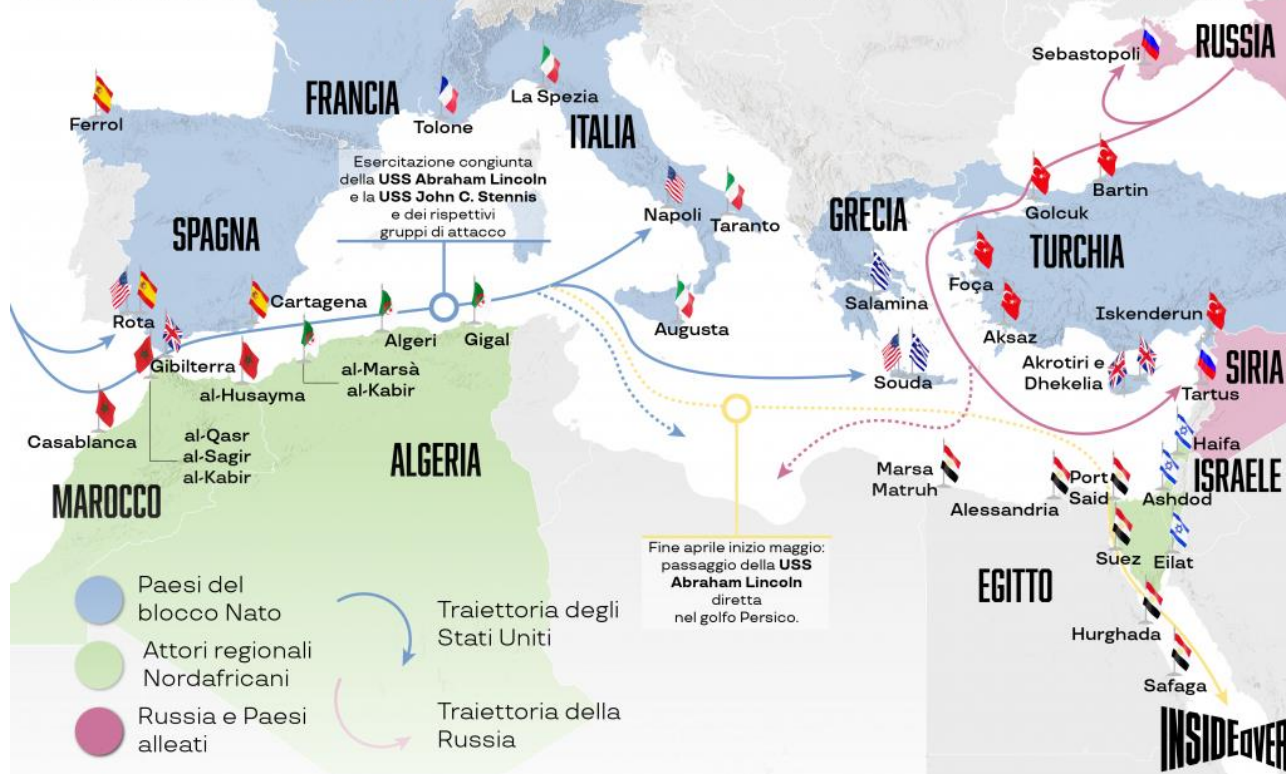 RUSSIA
Sebastopoli
Ferrol
FRANCIA
Tolone
La Spezia
ITALIA
Esercitazione congiunta
della USS Abraham Lincoln
e la USS John C. Stennis
e dei rispettivi
gruppi di attacco
SPAGNA
Napoli
Taranto
GRECIA
Golcuk
Bartin
TURCHIA
Rota
Gibilterra
Cartagena
Algeri
Gigal
Augusta
Salamina
Foça
Aksaz
Iskenderun
Casablanca
al-Husayma
al-Marsà
al-Kabir
Souda
Akrotiri e
Dhekelia
SIRIA
Tartus
al-Qasr
al-Sagir
al-Kabir
MAROCCO
ALGERIA
Marsa
Matruh
Alessandria
Port
Said
Haifa
Ashdod
ISRAELE
Suez
Eilat
EGITTO
Hurghada
Safaga
Fine aprile inizio maggio:
passaggio della USS
Abraham Lincoln
diretta
nel golfo Persico.
Paesi del
blocco Nato
Attori regionali
Nordafricani
Russia e Paesi
alleati
Traiettoria degli
Stati Uniti
Traiettoria della
Russia
INSIDEOVER